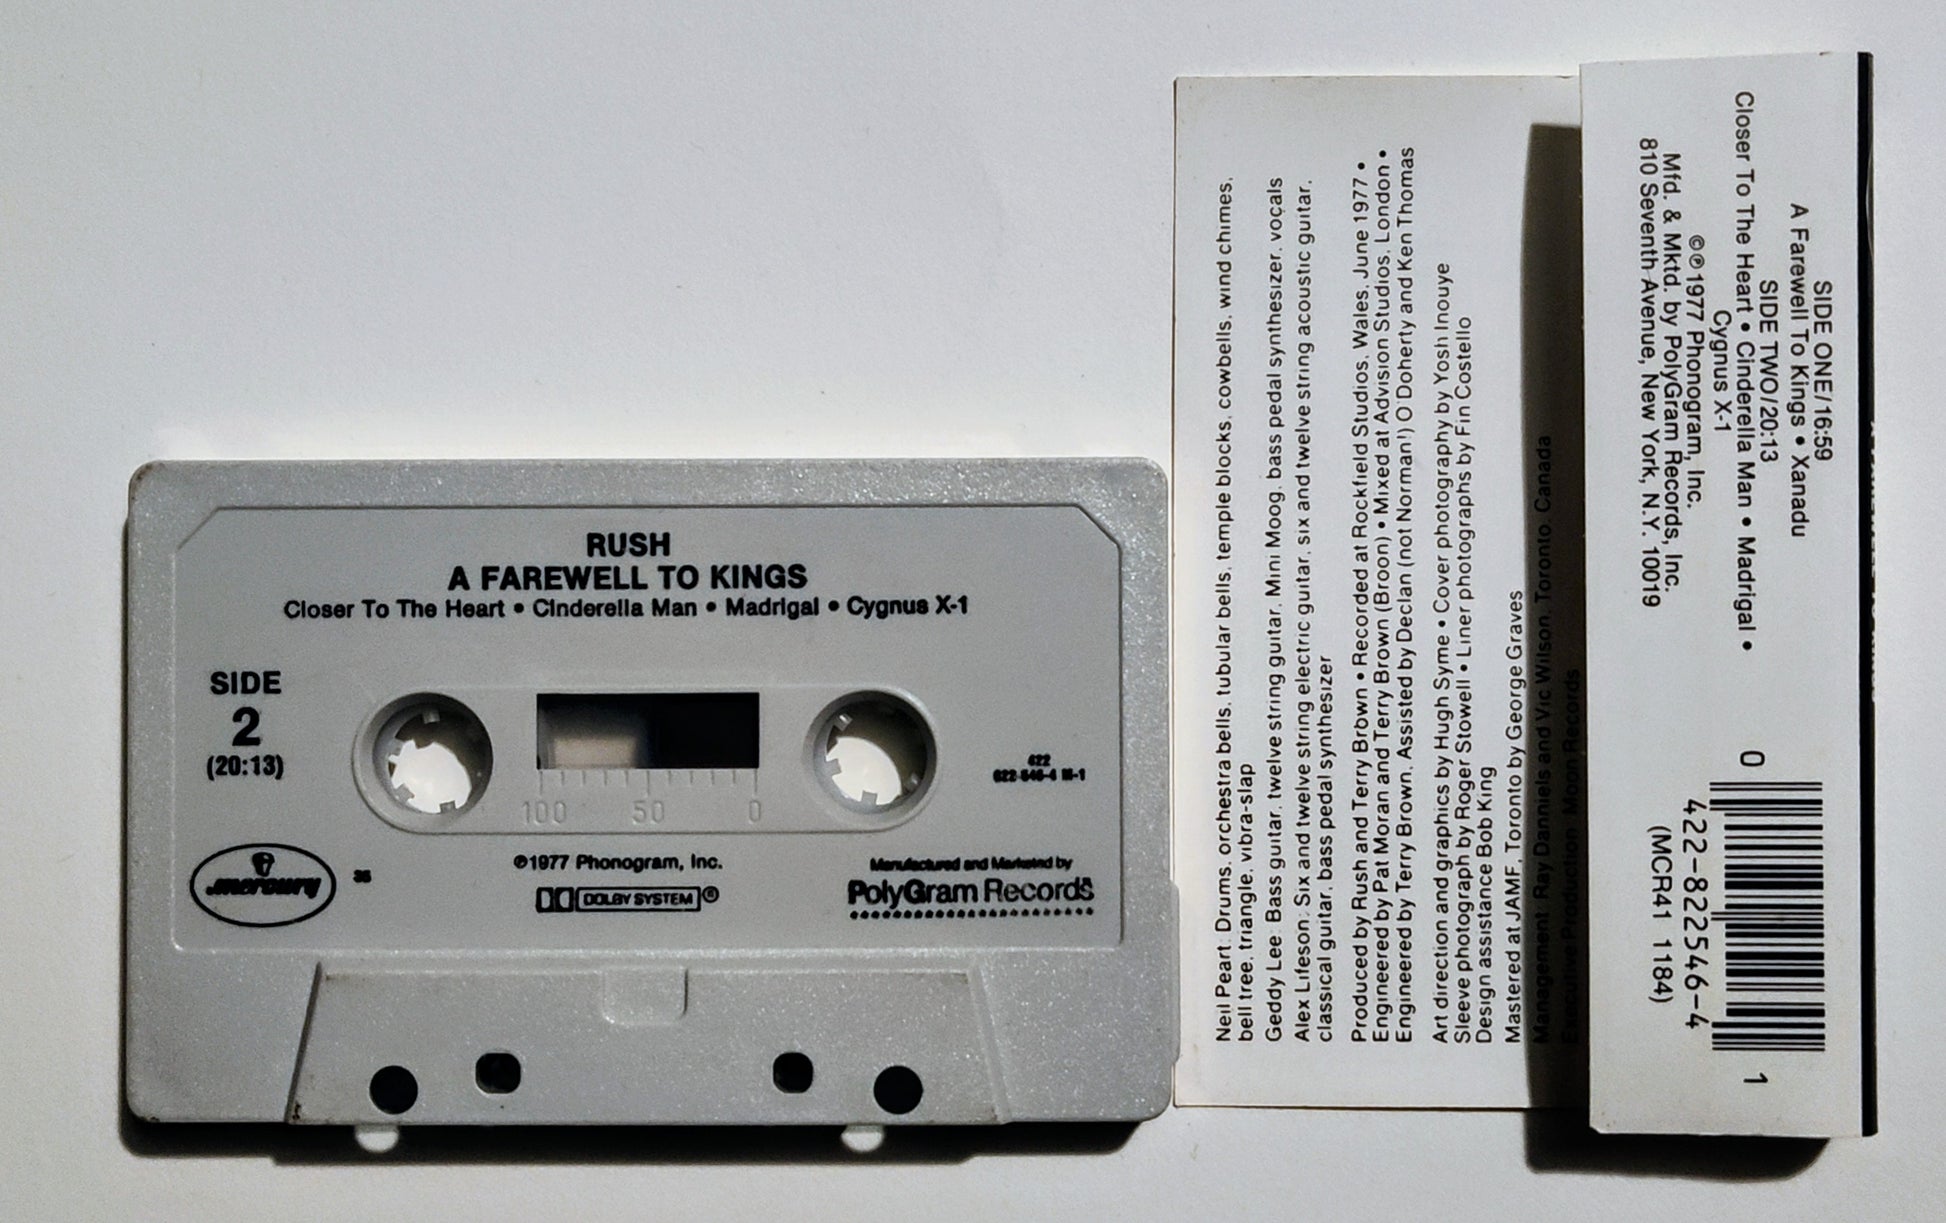 RUSH
A FAREWELL TO KINGS
Closer To The Heart • Cinderella Man • Madrigal • Cygnus X-1
SIDE
2
(20:13)
422
822-546-4 M-1
100 50 0
mercury
35
℗1977 Phonogram, Inc.
DOLBY SYSTEM®
Manufactured and Marketed by
PolyGram Records
Neil Peart: Drums, orchestra bells, tubular bells, temple blocks, cowbells, wind chimes,
bell tree, triangle, vibra-slap
Geddy Lee: Bass guitar, twelve string guitar, Mini Moog, bass pedal synthesizer, vocals
Alex Lifeson: Six and twelve string electric guitar, six and twelve string acoustic guitar,
classical guitar, bass pedal synthesizer
Produced by Rush and Terry Brown • Recorded at Rockfield Studios, Wales, June 1977 •
Engineered by Pat Moran and Terry Brown (Broon) • Mixed at Advision Studios, London •
Engineered by Terry Brown, Assisted by Declan (not Norman!) O'Doherty and Ken Thomas
Art direction and graphics by Hugh Syme • Cover photography by Yosh Inouye
Sleeve photograph by Roger Stowell • Liner photographs by Fin Costello
Design assistance Bob King
Mastered at JAMF, Toronto by George Graves
Management: Ray Danniels and Vic Wilson, Toronto, Canada
Executive Production: Moon Records
SIDE ONE/16:59
A Farewell To Kings • Xanadu
SIDE TWO/20:13
Closer To The Heart • Cinderella Man • Madrigal •
Cygnus X-1
©℗1977 Phonogram, Inc.
Mfd. & Mktd. by PolyGram Records, Inc.
810 Seventh Avenue, New York, N.Y. 10019
0 1
422-822546-4
(MCR41 1184)